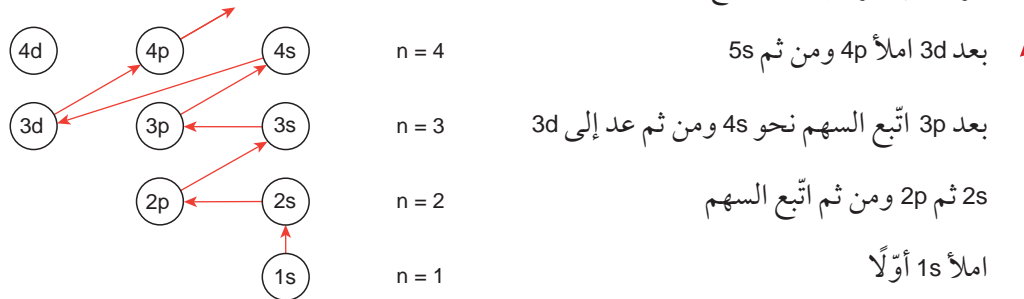 4d 4p 4s n = 4 بعد 3d املأ 4p ومن ثم 5s
3d 3p 3s n = 3 بعد 3p اتّبع السهم نحو 4s ومن ثم عد إلى 3d
2p 2s n = 2 2s ثم 2p ومن ثم اتّبع السهم
1s n = 1 املأ 1s أوّلًا